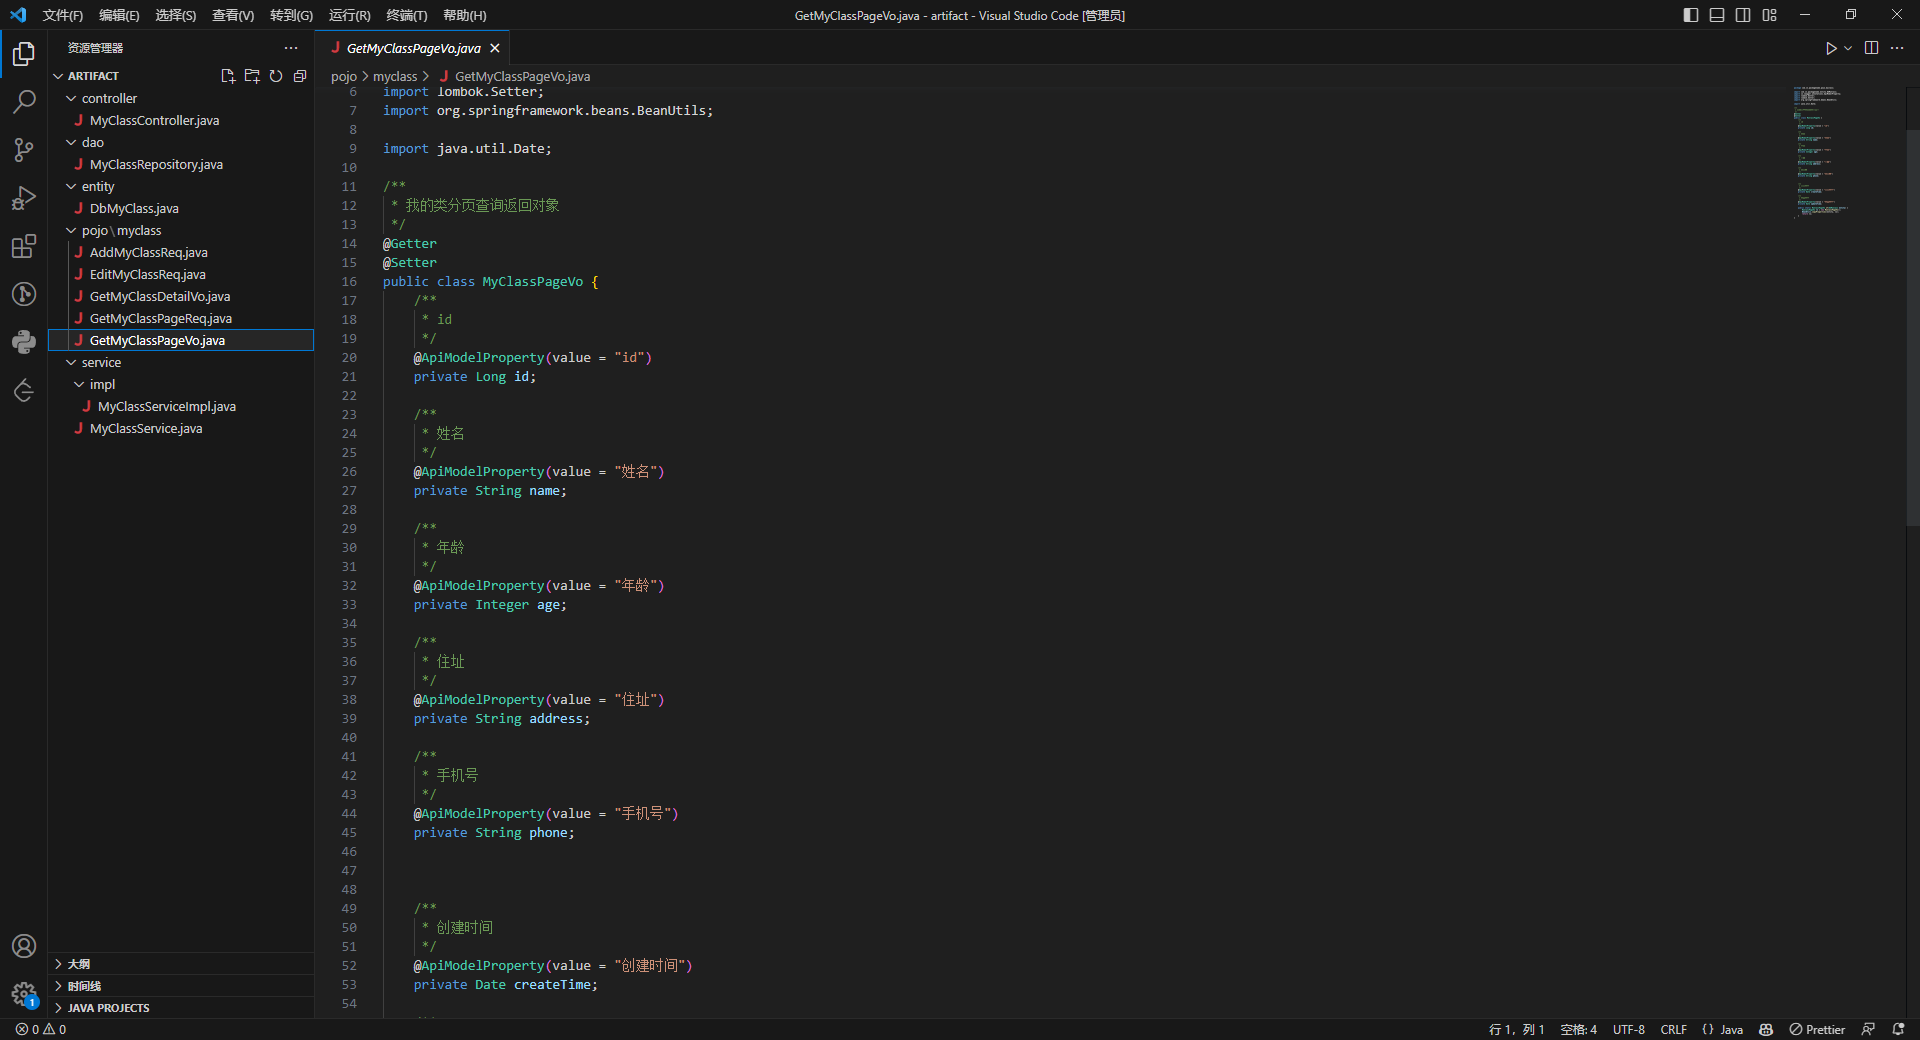 文件(F) 编辑(E) 选择(S) 查看(V) 转到(G) 运行(R) 终端(T) 帮助(H) GetMyClassPageVo.java - artifact - Visual Studio Code [管理员]
资源管理器
ARTIFACT
controller
MyClassController.java
dao
MyClassRepository.java
entity
DbMyClass.java
pojo\myclass
AddMyClassReq.java
EditMyClassReq.java
GetMyClassDetailVo.java
GetMyClassPageReq.java
GetMyClassPageVo.java
service
impl
MyClassServiceImpl.java
MyClassService.java
大纲
时间线
JAVA PROJECTS
GetMyClassPageVo.java
pojo > myclass > GetMyClassPageVo.java
6 import lombok.Setter;
7 import org.springframework.beans.BeanUtils;
8
9 import java.util.Date;
10
11 /**
12 * 我的类分页查询返回对象
13 */
14 @Getter
15 @Setter
16 public class MyClassPageVo {
17 /**
18 * id
19 */
20 @ApiModelProperty(value = "id")
21 private Long id;
22
23 /**
24 * 姓名
25 */
26 @ApiModelProperty(value = "姓名")
27 private String name;
28
29 /**
30 * 年龄
31 */
32 @ApiModelProperty(value = "年龄")
33 private Integer age;
34
35 /**
36 * 住址
37 */
38 @ApiModelProperty(value = "住址")
39 private String address;
40
41 /**
42 * 手机号
43 */
44 @ApiModelProperty(value = "手机号")
45 private String phone;
46
47
48
49 /**
50 * 创建时间
51 */
52 @ApiModelProperty(value = "创建时间")
53 private Date createTime;
54
1
0 0 行 1，列 1 空格: 4 UTF-8 CRLF {} Java Prettier